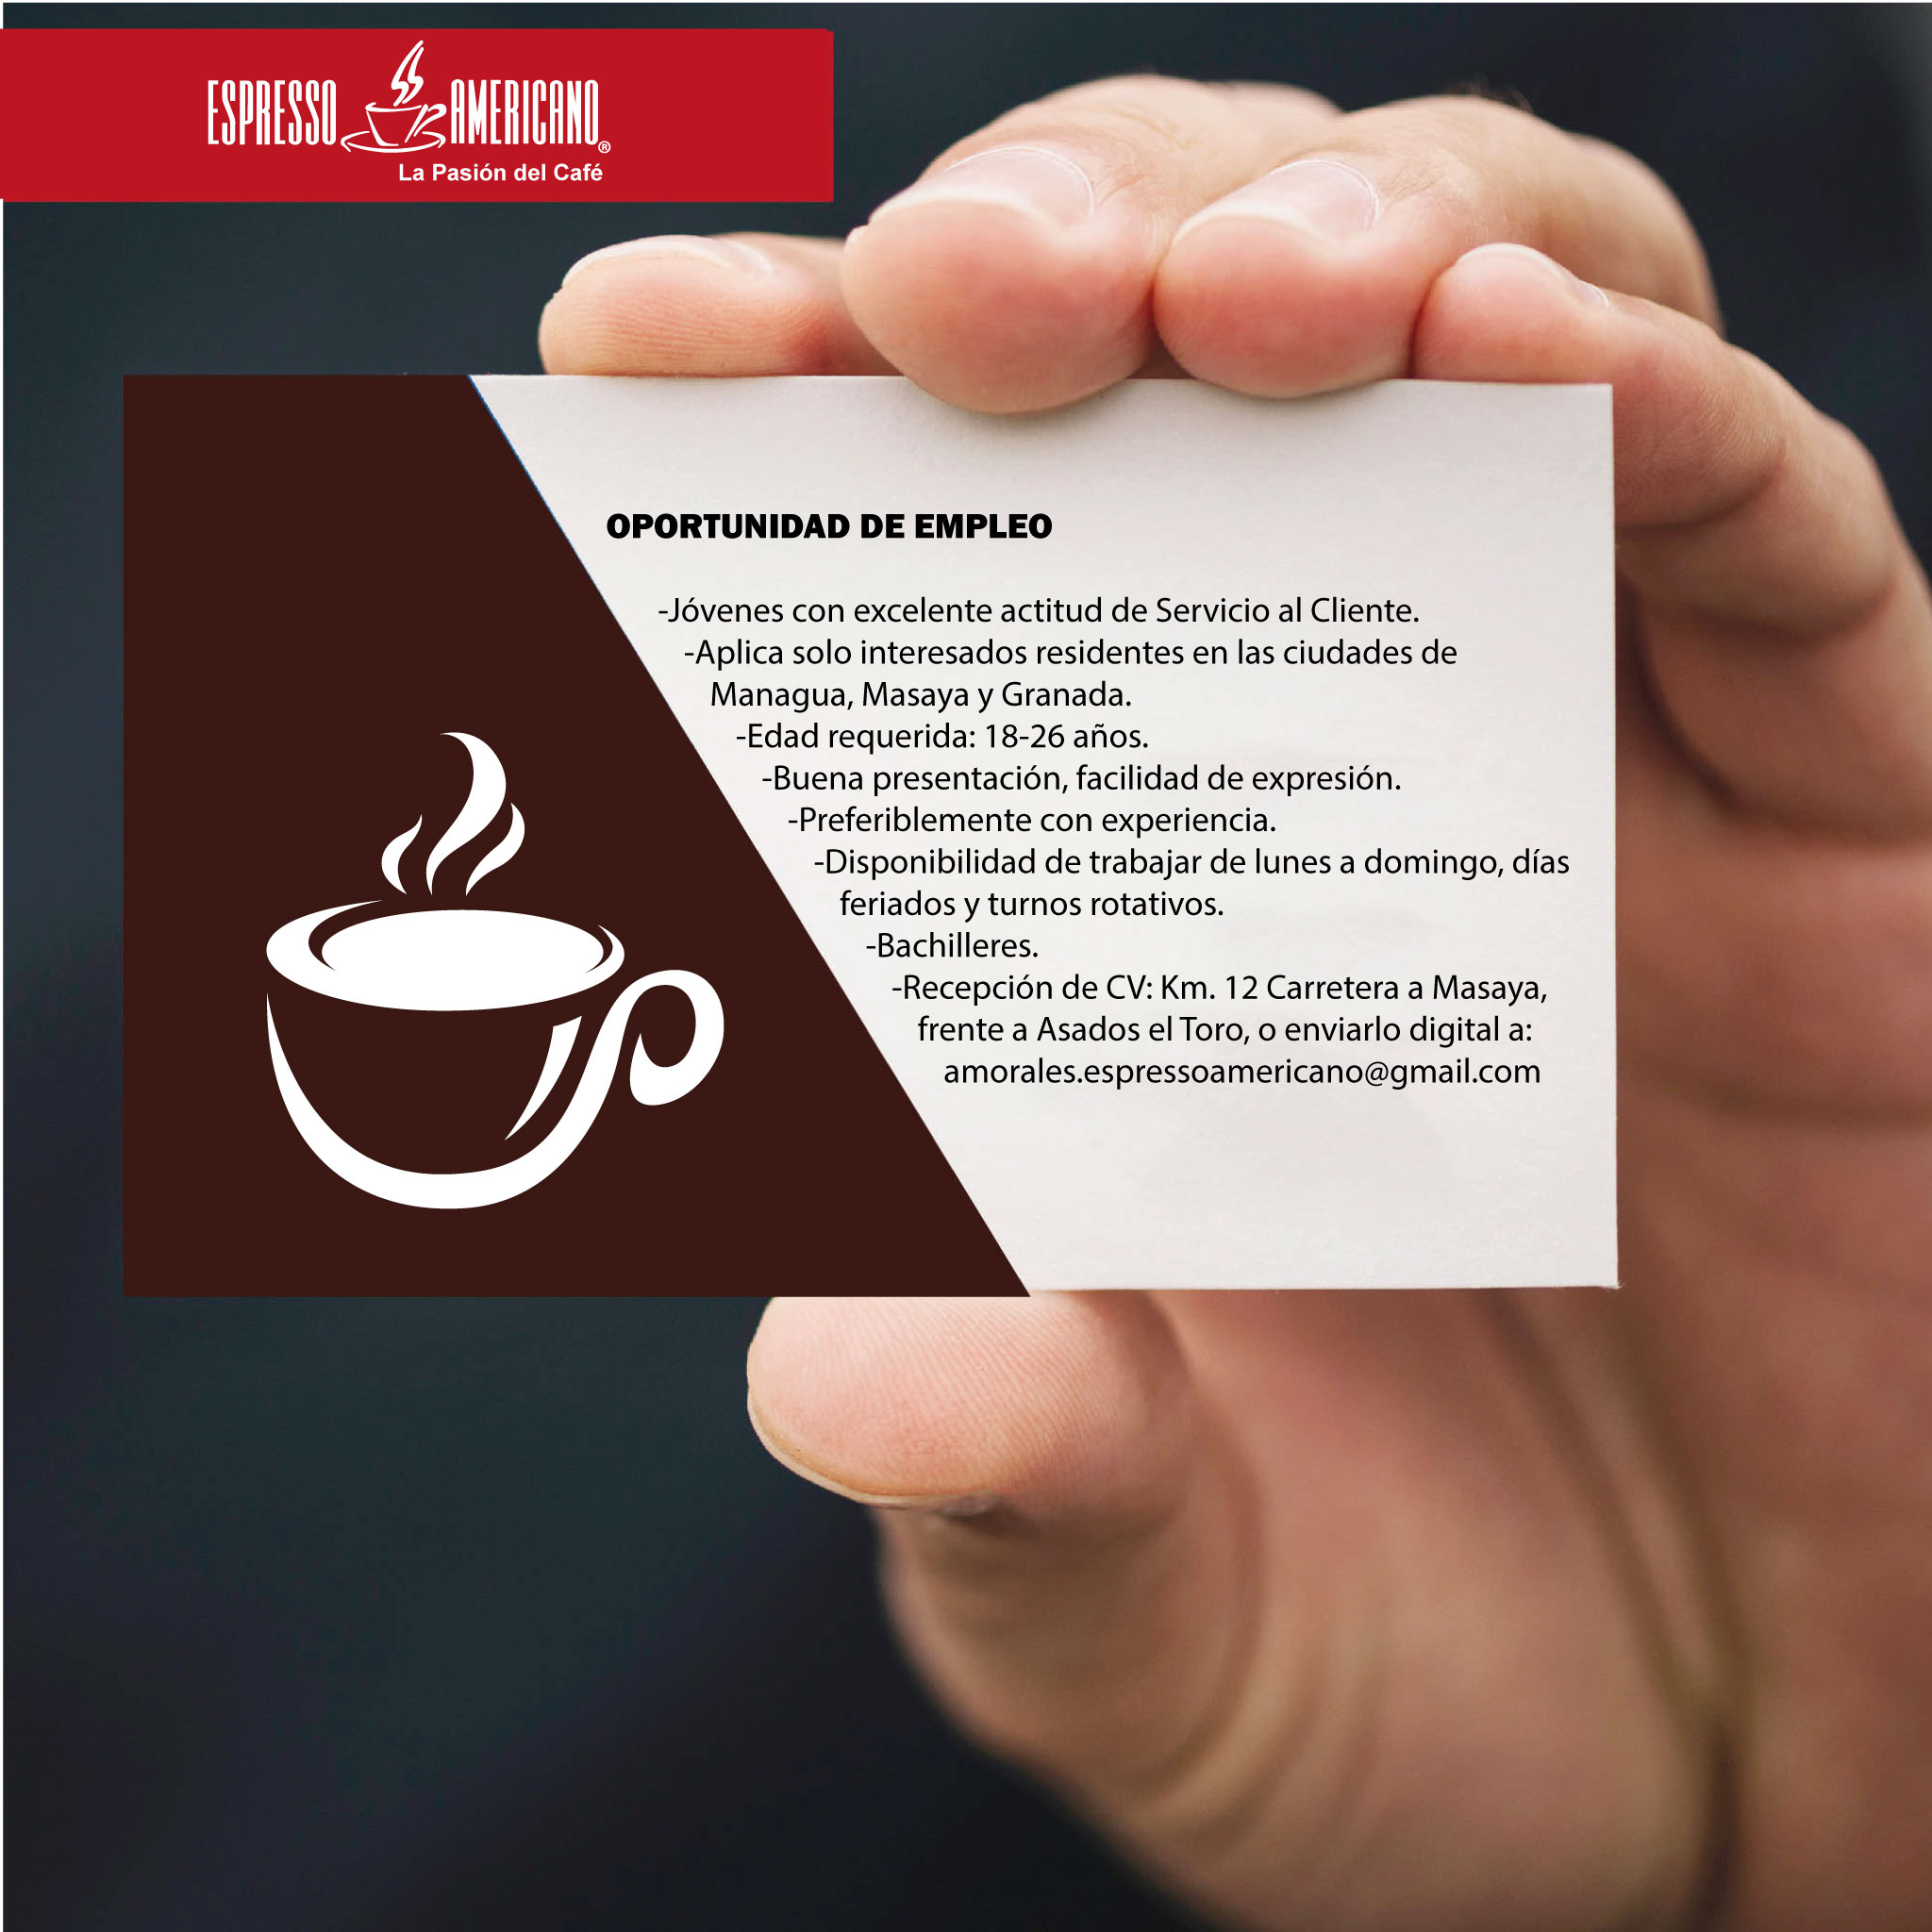 ESPRESSO AMERICANO®
La Pasión del Café
OPORTUNIDAD DE EMPLEO
-Jóvenes con excelente actitud de Servicio al Cliente.
-Aplica solo interesados residentes en las ciudades de
Managua, Masaya y Granada.
-Edad requerida: 18-26 años.
-Buena presentación, facilidad de expresión.
-Preferiblemente con experiencia.
-Disponibilidad de trabajar de lunes a domingo, días
feriados y turnos rotativos.
-Bachilleres.
-Recepción de CV: Km. 12 Carretera a Masaya,
frente a Asados el Toro, o enviarlo digital a:
amorales.espressoamericano@gmail.com